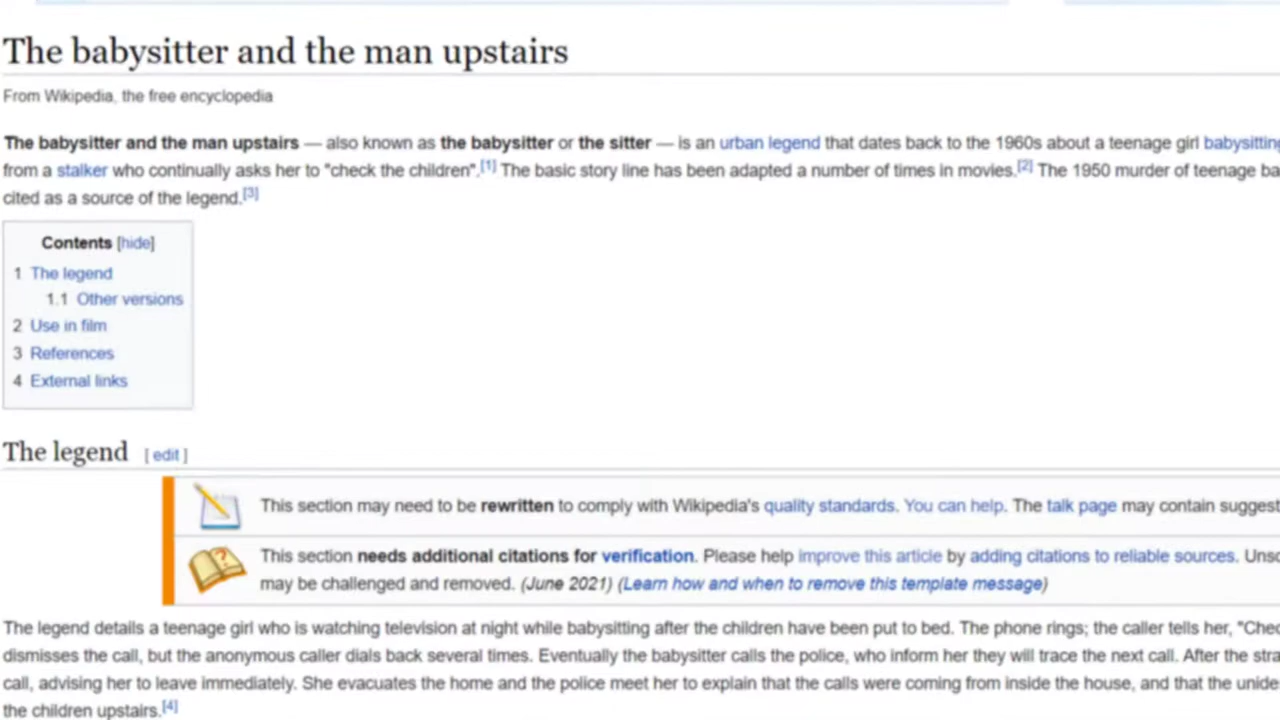 The babysitter and the man upstairs
From Wikipedia, the free encyclopedia
The babysitter and the man upstairs — also known as the babysitter or the sitter — is an urban legend that dates back to the 1960s about a teenage girl babysitting
from a stalker who continually asks her to "check the children".[1] The basic story line has been adapted a number of times in movies.[2] The 1950 murder of teenage ba
cited as a source of the legend.[3]
Contents [hide]
1 The legend
1.1 Other versions
2 Use in film
3 References
4 External links
The legend [ edit ]
This section may need to be rewritten to comply with Wikipedia's quality standards. You can help. The talk page may contain suggest
This section needs additional citations for verification. Please help improve this article by adding citations to reliable sources. Unso
may be challenged and removed. (June 2021) (Learn how and when to remove this template message)
The legend details a teenage girl who is watching television at night while babysitting after the children have been put to bed. The phone rings; the caller tells her, "Chec
dismisses the call, but the anonymous caller dials back several times. Eventually the babysitter calls the police, who inform her they will trace the next call. After the stra
call, advising her to leave immediately. She evacuates the home and the police meet her to explain that the calls were coming from inside the house, and that the unide
the children upstairs.[4]